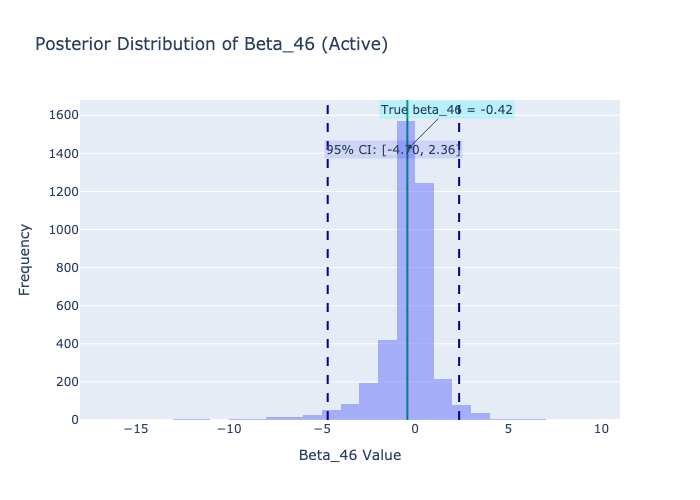 Posterior Distribution of Beta_46 (Active)
True beta_46 = -0.42
95% CI: [-4.70, 2.36]
Frequency
1600
1400
1200
1000
800
600
400
200
0
−15 −10 −5 0 5 10
Beta_46 Value